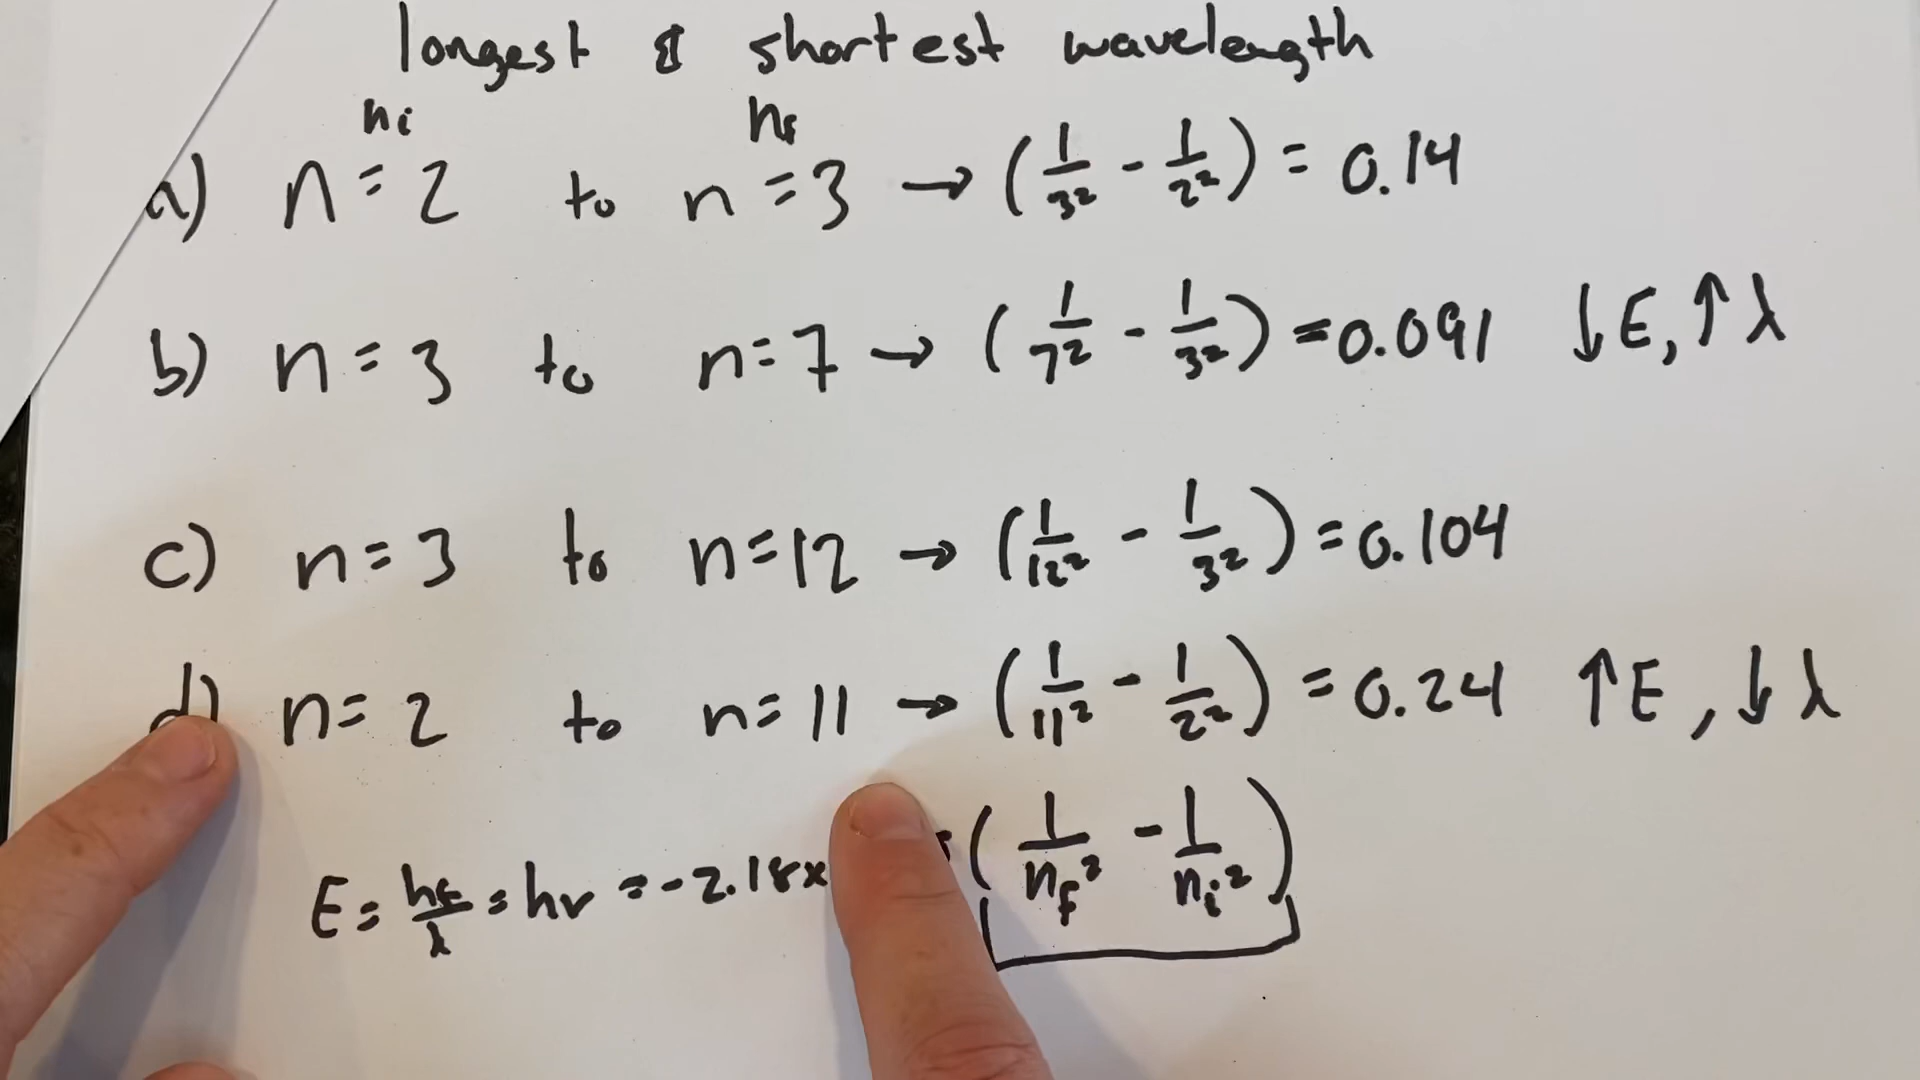 longest & shortest wavelength
ni nf
a) n = 2 to n = 3 → (1/3² - 1/2²) = 0.14
b) n = 3 to n = 7 → (1/7² - 1/3²) = 0.091 ↓E, ↑λ
c) n = 3 to n = 12 → (1/12² - 1/3²) = 0.104
d) n = 2 to n = 11 → (1/11² - 1/2²) = 0.24 ↑E, ↓λ
E = hc/λ = hν = -2.18x (1/nf² - 1/ni²)